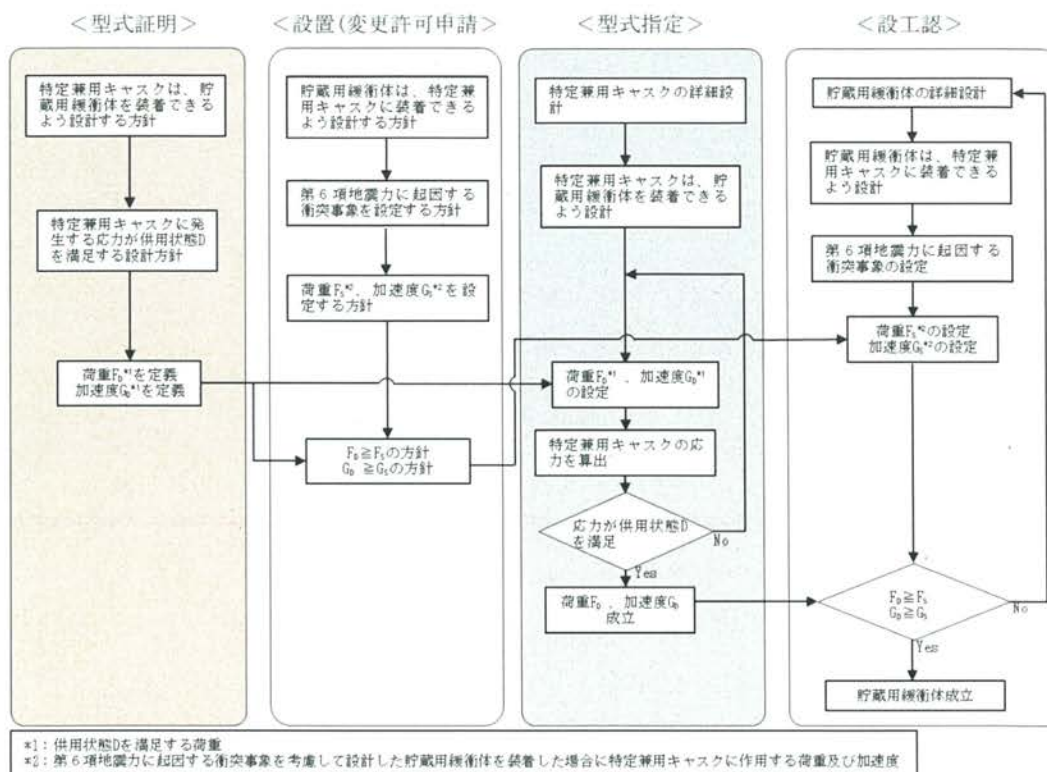 <型式証明>
特定兼用キャスクは、貯
蔵用緩衝体を装着できる
よう設計する方針
特定兼用キャスクに発
生する応力が供用状態D
を満足する設計方針
荷重FD*1を定義
加速度GD*1を定義
<設置(変更許可申請>
貯蔵用緩衝体は、特定
兼用キャスクに装着でき
るよう設計する方針
第6項地震力に起因する
衝突事象を設定する方針
荷重FS*2、加速度GS*2を設
定する方針
FD≧FSの方針
GD ≧GSの方針
<型式指定>
特定兼用キャスクの詳細設
計
特定兼用キャスクは、貯
蔵用緩衝体を装着できる
よう設計
荷重FD*1 、加速度GD*1
の設定
特定兼用キャスクの応
力を算出
応力が供用状態D
を満足
No
Yes
荷重FD 、加速度GD
成立
<設工認>
貯蔵用緩衝体の詳細設計
貯蔵用緩衝体は、特定兼
用キャスクに装着できる
よう設計
第6項地震力に起因する
衝突事象の設定
荷重FS*2の設定
加速度GS*2の設定
FD≧FS
GD≧GS
No
Yes
貯蔵用緩衝体成立
*1：供用状態Dを満足する荷重
*2：第6項地震力に起因する衝突事象を考慮して設計した貯蔵用緩衝体を装着した場合に特定兼用キャスクに作用する荷重及び加速度